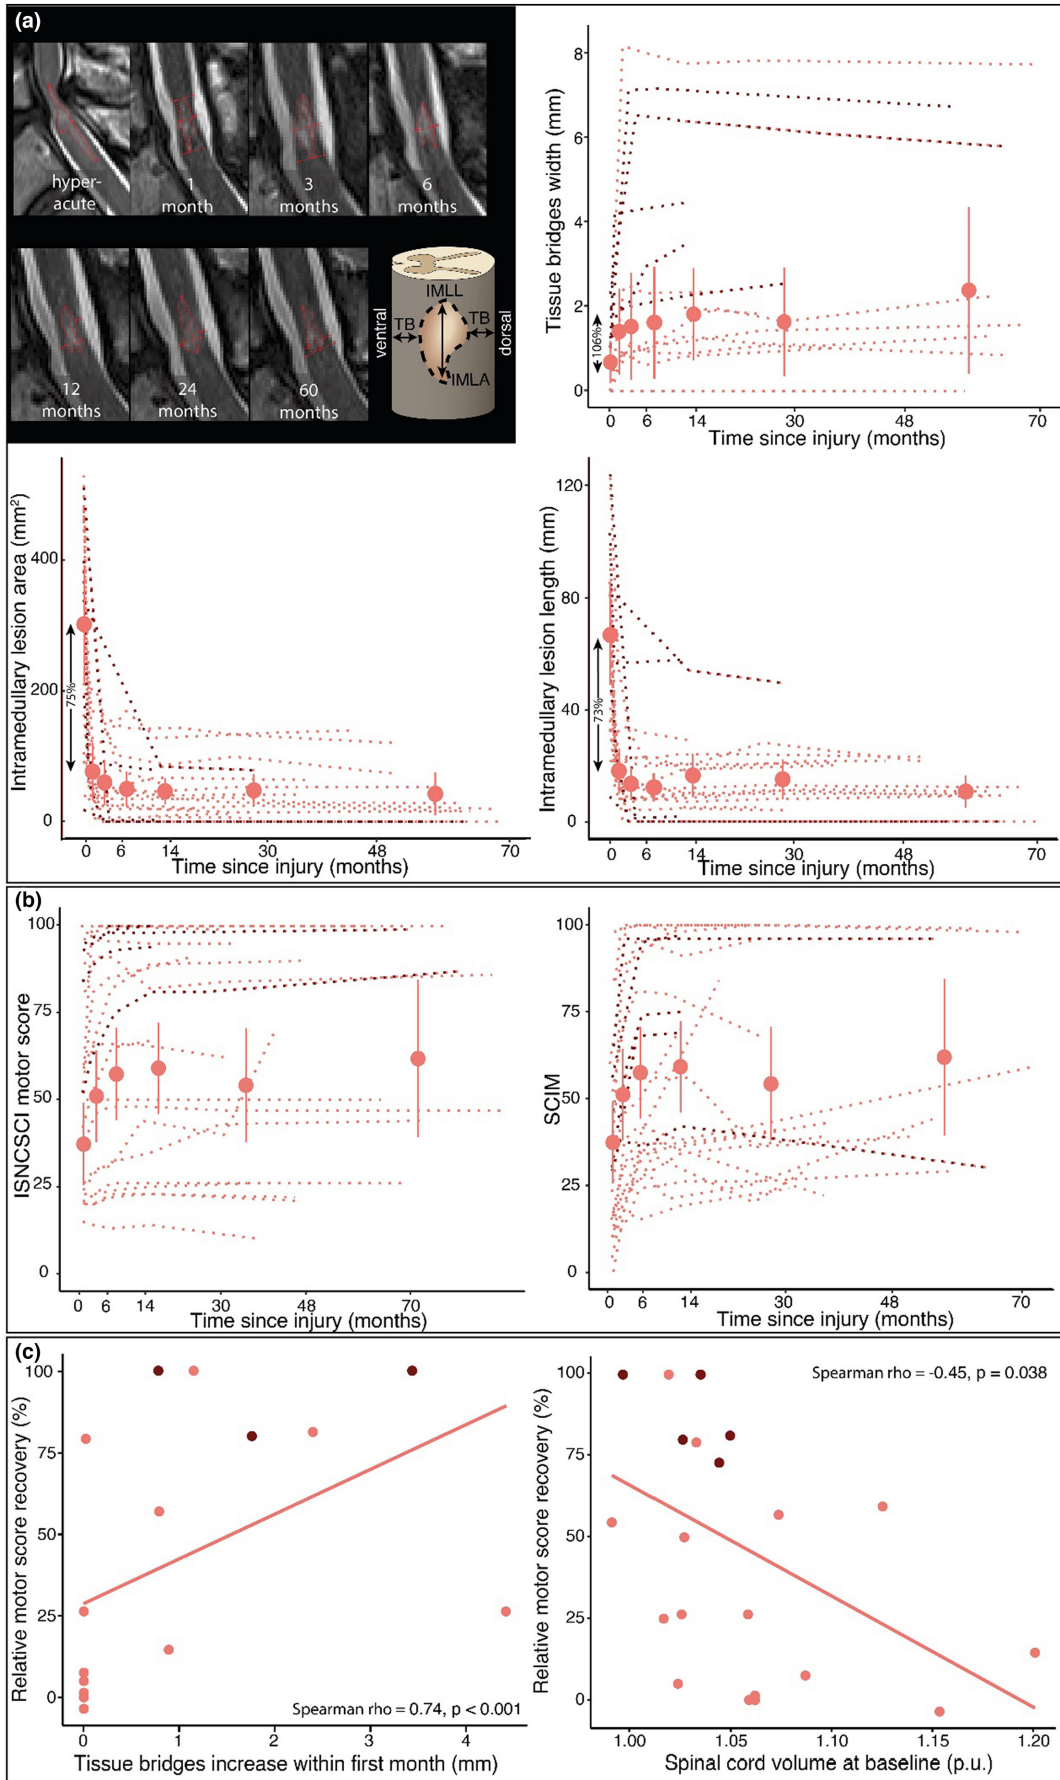 (a)
hyper-
acute
1
month
3
months
6
months
12
months
24
months
60
months
ventral
TB
IMLL
TB
IMLA
dorsal
Tissue bridges width (mm)
8
6
4
2
0
106%
0 6 14 30 48 70
Time since injury (months)
Intramedullary lesion area (mm²)
400
200
0
75%
0 6 14 30 48 70
Time since injury (months)
Intramedullary lesion length (mm)
120
80
40
0
73%
0 6 14 30 48 70
Time since injury (months)
(b)
ISNCSCI motor score
100
75
50
25
0
0 6 14 30 48 70
Time since injury (months)
SCIM
100
75
50
25
0
0 6 14 30 48 70
Time since injury (months)
(c)
Relative motor score recovery (%)
100
75
50
25
0
Spearman rho = 0.74, p < 0.001
0 1 2 3 4
Tissue bridges increase within first month (mm)
Relative motor score recovery (%)
100
75
50
25
0
Spearman rho = -0.45, p = 0.038
1.00 1.05 1.10 1.15 1.20
Spinal cord volume at baseline (p.u.)